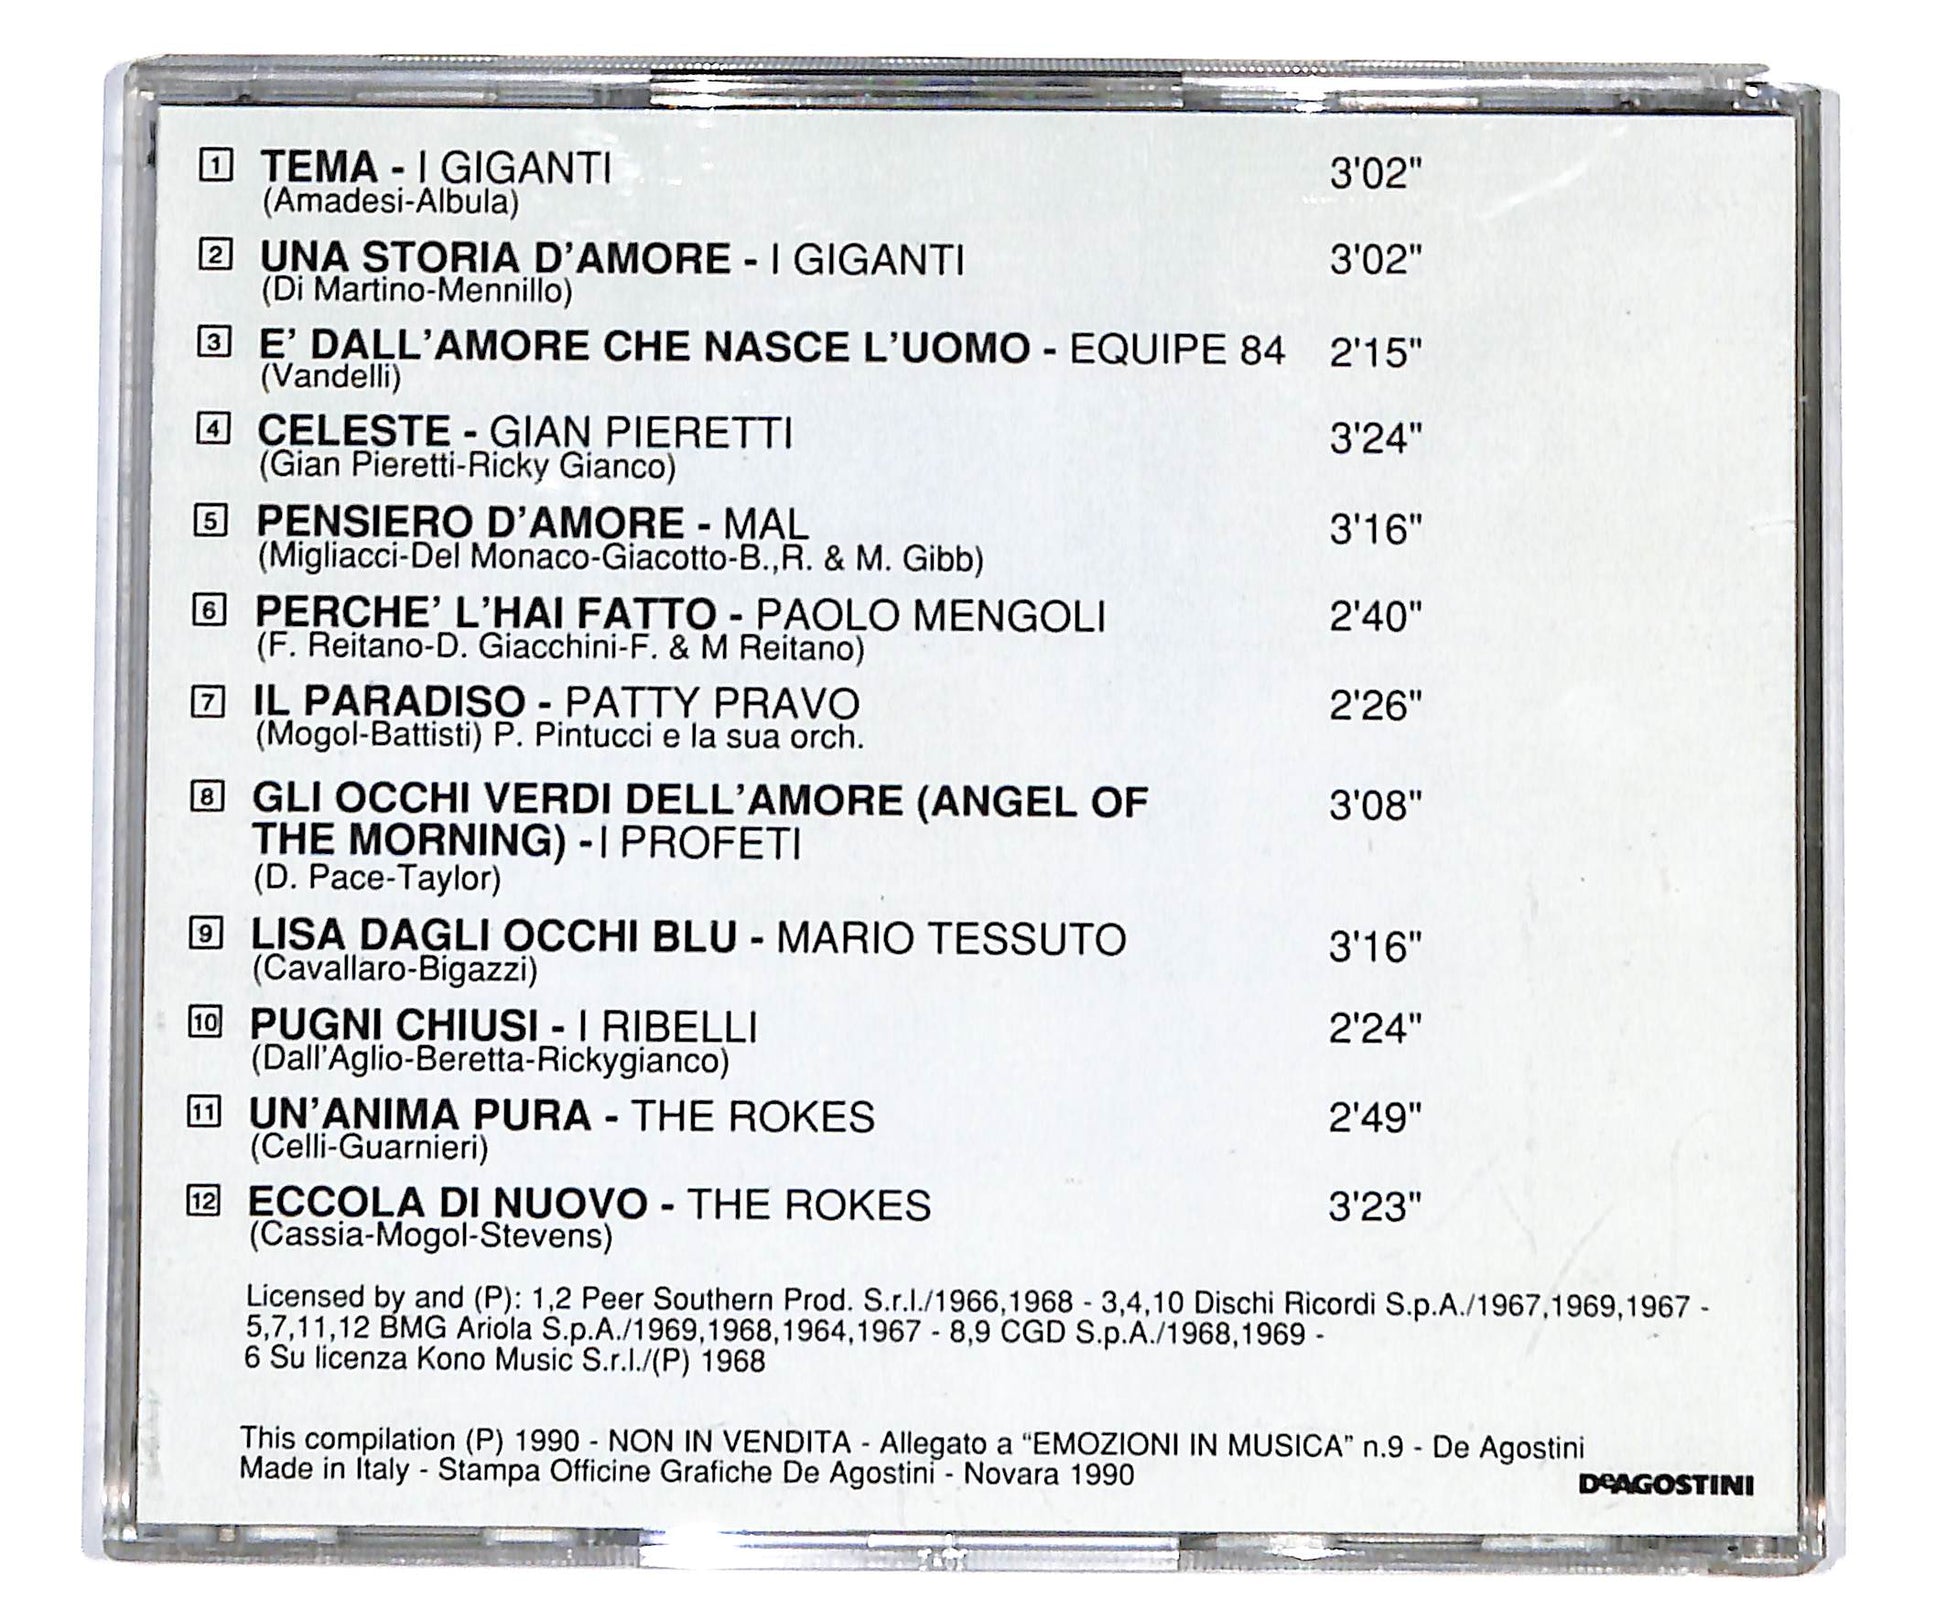 1 TEMA - I GIGANTI 3'02"
(Amadesi-Albula)
2 UNA STORIA D'AMORE - I GIGANTI 3'02"
(Di Martino-Mennillo)
3 E' DALL'AMORE CHE NASCE L'UOMO - EQUIPE 84 2'15"
(Vandelli)
4 CELESTE - GIAN PIERETTI 3'24"
(Gian Pieretti-Ricky Gianco)
5 PENSIERO D'AMORE - MAL 3'16"
(Migliacci-Del Monaco-Giacotto-B.,R. & M. Gibb)
6 PERCHE' L'HAI FATTO - PAOLO MENGOLI 2'40"
(F. Reitano-D. Giacchini-F. & M Reitano)
7 IL PARADISO - PATTY PRAVO 2'26"
(Mogol-Battisti) P. Pintucci e la sua orch.
8 GLI OCCHI VERDI DELL'AMORE (ANGEL OF 3'08"
THE MORNING) -I PROFETI
(D. Pace-Taylor)
9 LISA DAGLI OCCHI BLU - MARIO TESSUTO 3'16"
(Cavallaro-Bigazzi)
10 PUGNI CHIUSI - I RIBELLI 2'24"
(Dall'Aglio-Beretta-Rickygianco)
11 UN'ANIMA PURA - THE ROKES 2'49"
(Celli-Guarnieri)
12 ECCOLA DI NUOVO - THE ROKES 3'23"
(Cassia-Mogol-Stevens)
Licensed by and (P): 1,2 Peer Southern Prod. S.r.l./1966,1968 - 3,4,10 Dischi Ricordi S.p.A./1967,1969,1967 -
5,7,11,12 BMG Ariola S.p.A./1969,1968,1964,1967 - 8,9 CGD S.p.A./1968,1969 -
6 Su licenza Kono Music S.r.l./(P) 1968
This compilation (P) 1990 - NON IN VENDITA - Allegato a “EMOZIONI IN MUSICA” n.9 - De Agostini
Made in Italy - Stampa Officine Grafiche De Agostini - Novara 1990
DeAGOSTINI